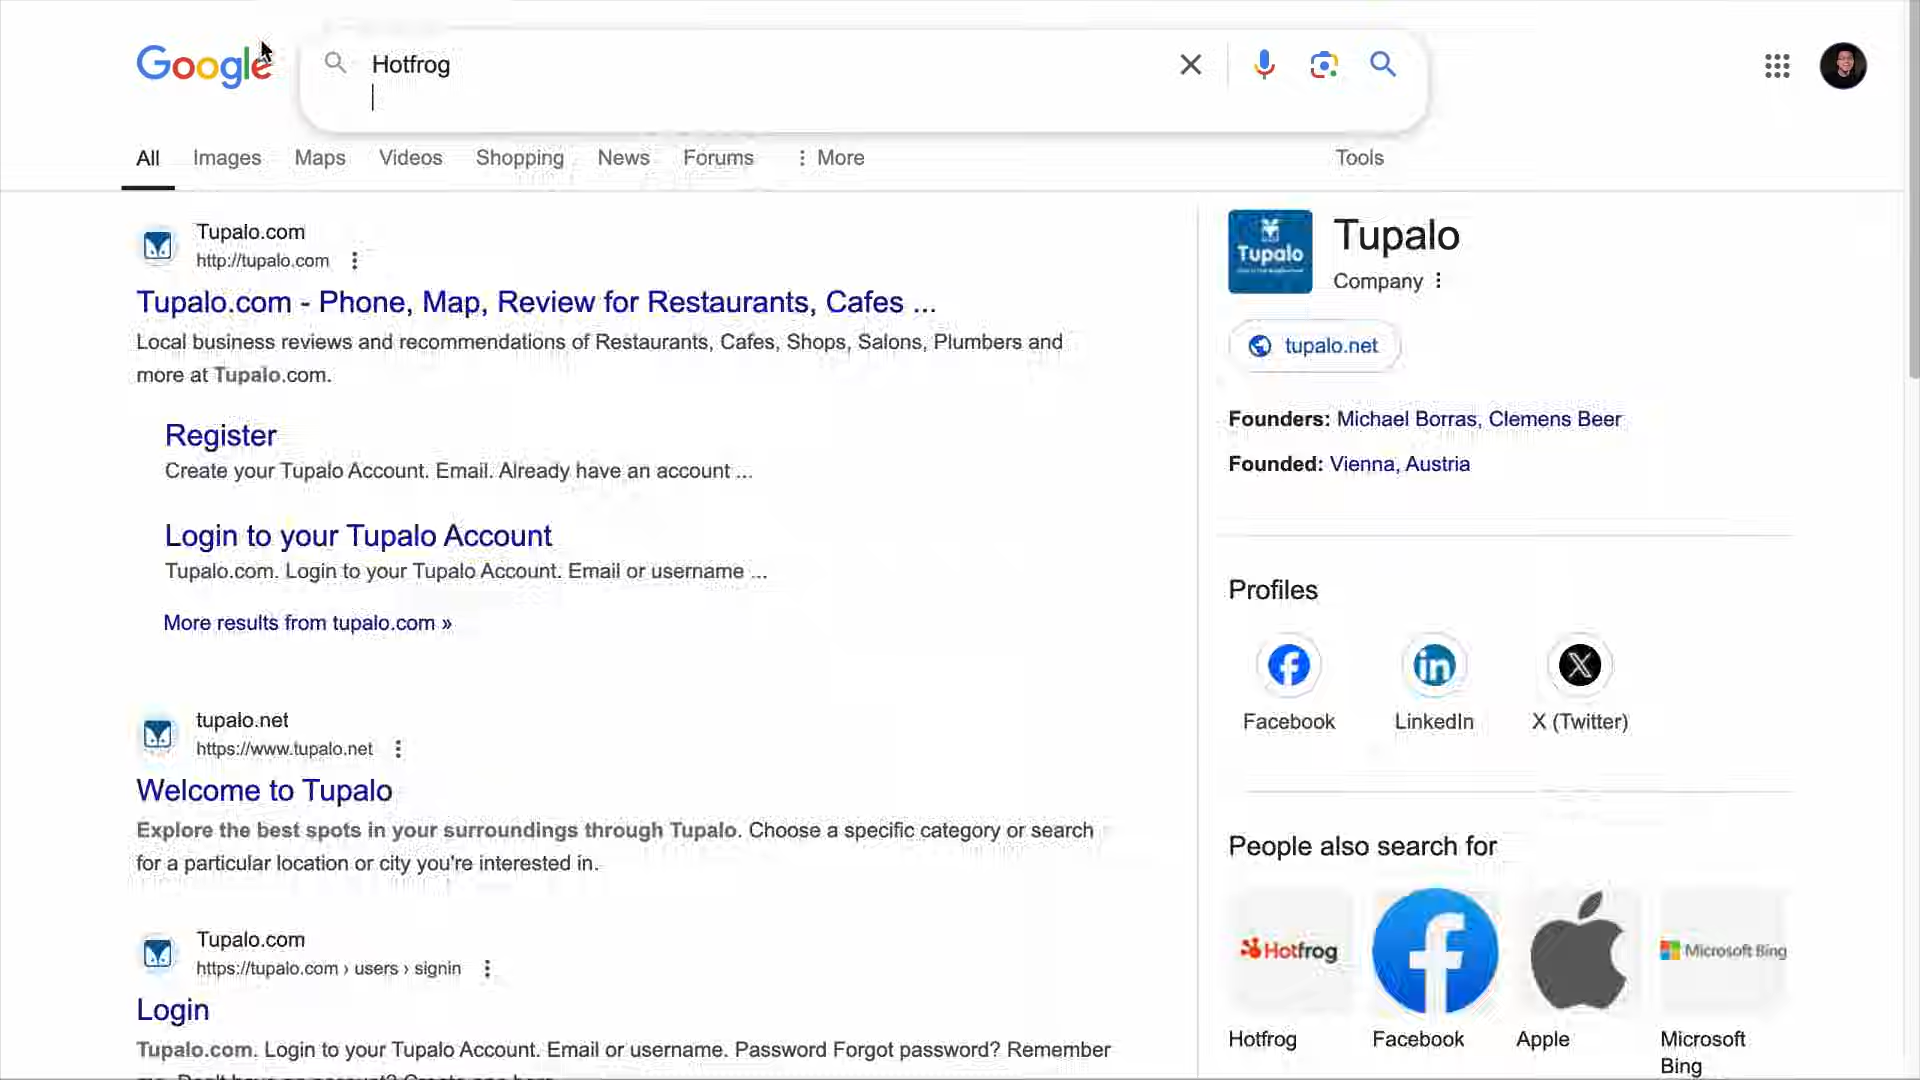 Google
Hotfrog
All
Images
Maps
Videos
Shopping
News
Forums
More
Tools
Tupalo.com
http://tupalo.com
Tupalo.com - Phone, Map, Review for Restaurants, Cafes ...
Local business reviews and recommendations of Restaurants, Cafes, Shops, Salons, Plumbers and
more at Tupalo.com.
Register
Create your Tupalo Account. Email. Already have an account ...
Login to your Tupalo Account
Tupalo.com. Login to your Tupalo Account. Email or username ...
More results from tupalo.com »
tupalo.net
https://www.tupalo.net
Welcome to Tupalo
Explore the best spots in your surroundings through Tupalo. Choose a specific category or search
for a particular location or city you're interested in.
Tupalo.com
https://tupalo.com › users › signin
Login
Tupalo.com. Login to your Tupalo Account. Email or username. Password Forgot password? Remember
Tupalo
Tupalo
Company
tupalo.net
Founders: Michael Borras, Clemens Beer
Founded: Vienna, Austria
Profiles
Facebook
LinkedIn
X (Twitter)
People also search for
Hotfrog
Microsoft Bing
Hotfrog
Facebook
Apple
Microsoft
Bing